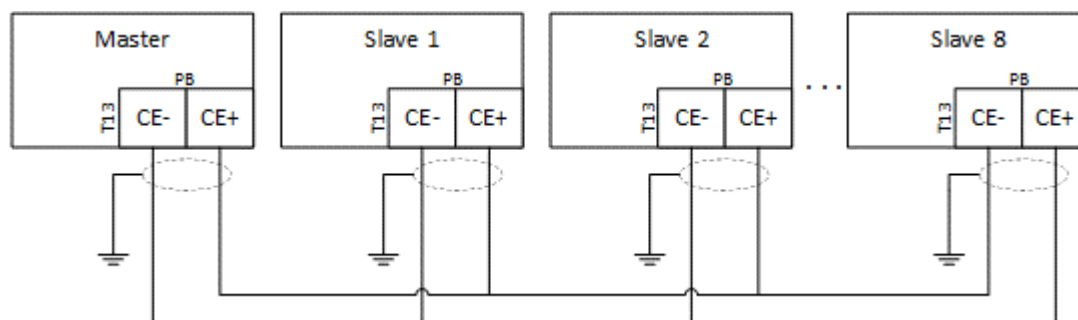 Master
Slave 1
Slave 2
Slave 8
PB
PB
PB
PB
. . .
T13
CE-
CE+
T13
CE-
CE+
T13
CE-
CE+
T13
CE-
CE+